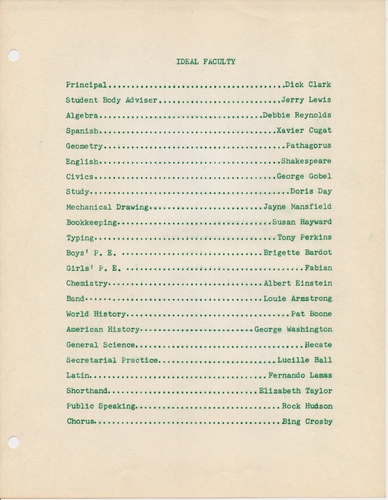 IDEAL FACULTY
Principal..........................................Dick Clark
Student Body Adviser.............................Jerry Lewis
Algebra.......................................Debbie Reynolds
Spanish..........................................Xavier Cugat
Geometry...........................................Pathagorus
English...........................................Shakespeare
Civics...........................................George Gobel
Study...............................................Doris Day
Mechanical Drawing...........................Jayne Mansfield
Bookkeeping.....................................Susan Hayward
Typing...........................................Tony Perkins
Boys' P. E. ...................................Brigette Bardot
Girls' P. E. ...........................................Fabian
Chemistry.....................................Albert Einstein
Band..........................................Louie Armstrong
World History.......................................Pat Boone
American History...........................George Washington
General Science........................................Hecate
Secretarial Practice............................Lucille Ball
Latin..........................................Fernando Lamas
Shorthand....................................Elizabeth Taylor
Public Speaking...................................Rock Hudson
Chorus.............................................Bing Crosby